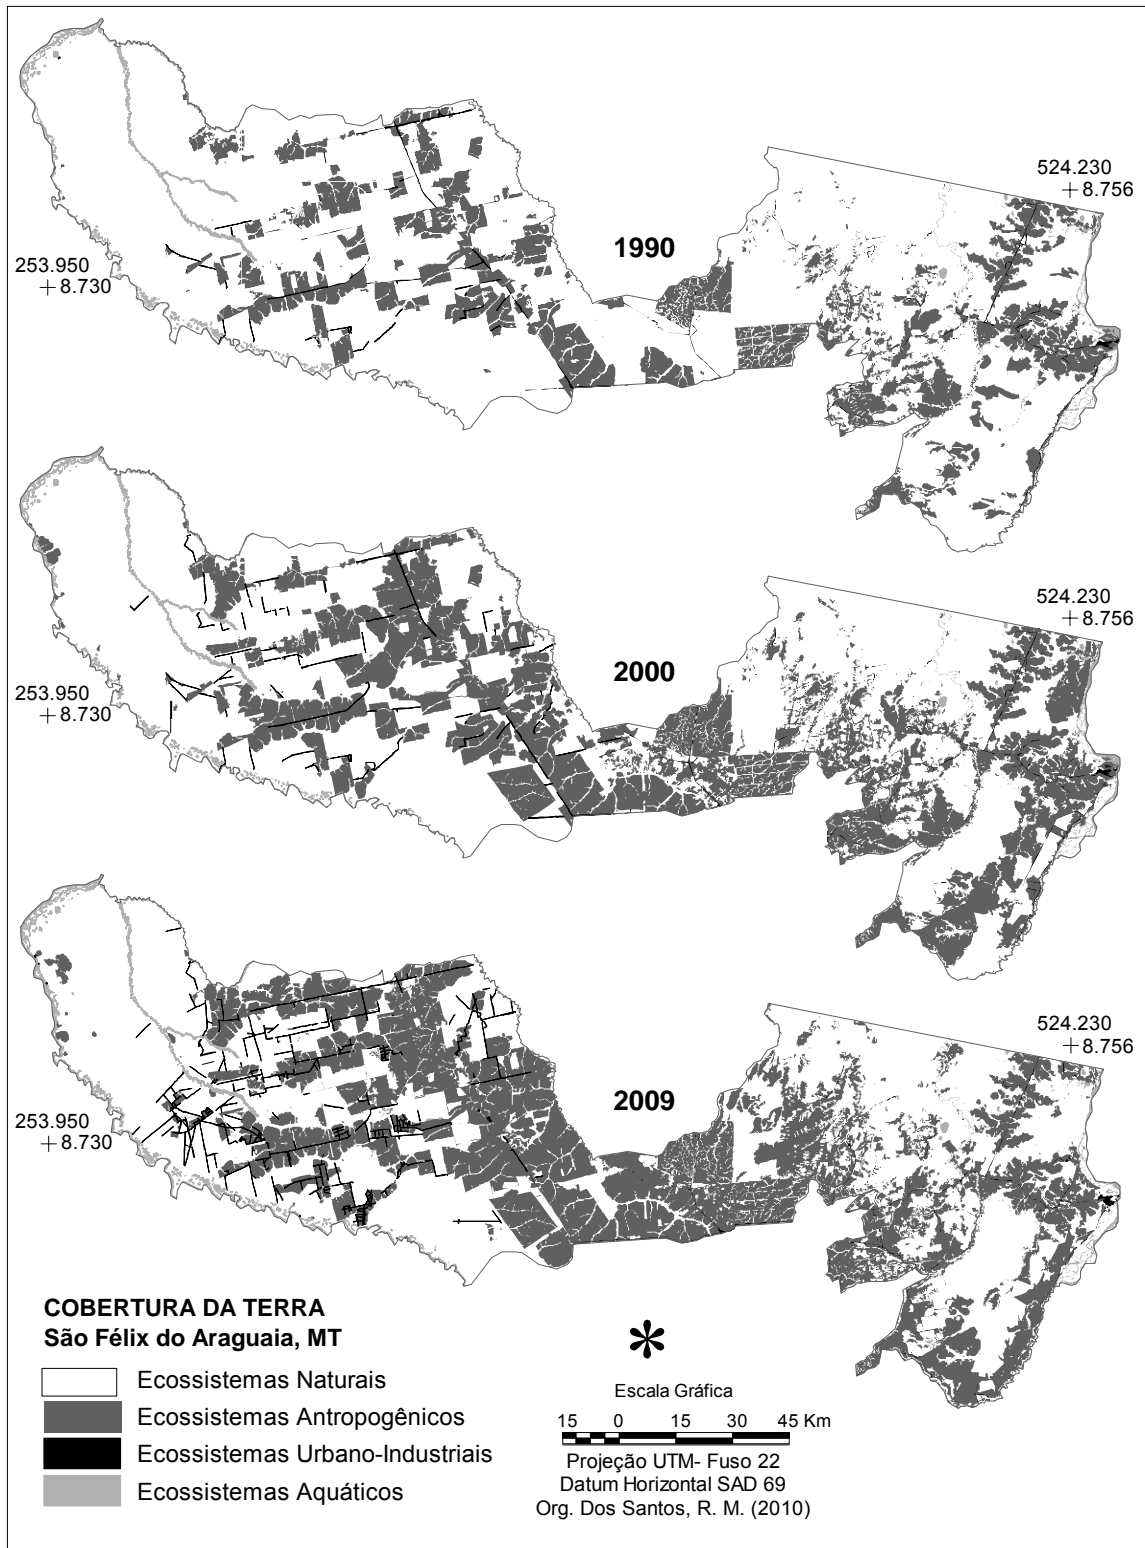 524.230
+8.756
1990
253.950
+8.730
524.230
+8.756
2000
253.950
+8.730
524.230
+8.756
2009
253.950
+8.730
COBERTURA DA TERRA
São Félix do Araguaia, MT
Ecossistemas Naturais
Ecossistemas Antropogênicos
Ecossistemas Urbano-Industriais
Ecossistemas Aquáticos
Escala Gráfica
15 0 15 30 45 Km
Projeção UTM- Fuso 22
Datum Horizontal SAD 69
Org. Dos Santos, R. M. (2010)